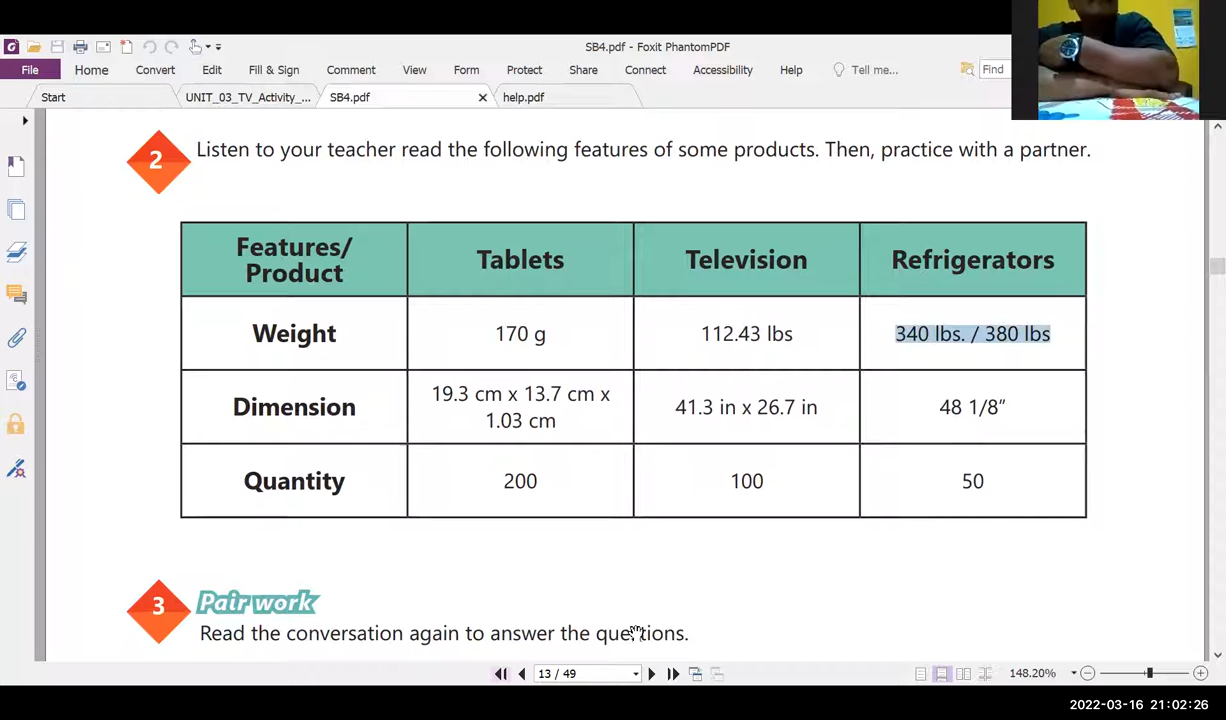 SB4.pdf - Foxit PhantomPDF
File Home Convert Edit Fill & Sign Comment View Form Protect Share Connect Accessibility Help Tell me... Find
Start UNIT_03_TV_Activity_... SB4.pdf help.pdf
2 Listen to your teacher read the following features of some products. Then, practice with a partner.
Features/
Product
Tablets
Television
Refrigerators
Weight
170 g
112.43 lbs
340 lbs. / 380 lbs
Dimension
19.3 cm x 13.7 cm x
1.03 cm
41.3 in x 26.7 in
48 1/8”
Quantity
200
100
50
3 Pair work
Read the conversation again to answer the questions.
13 / 49
148.20%
2022-03-16 21:02:26